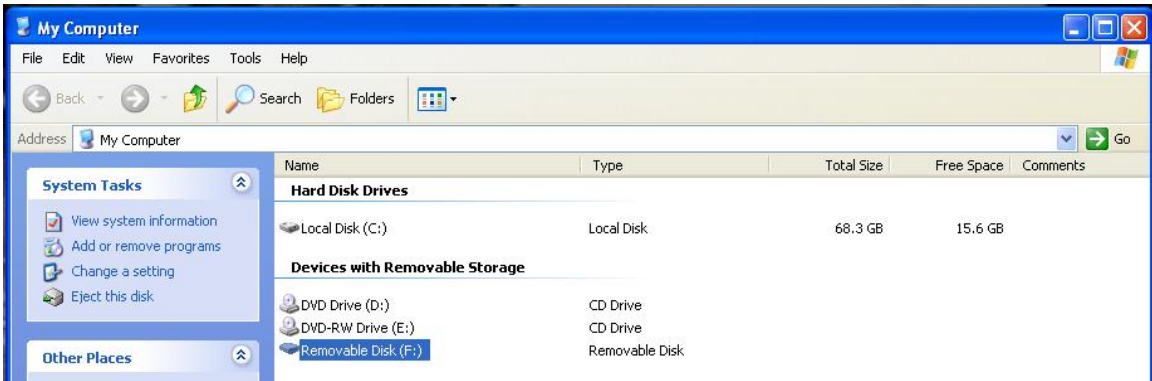 My Computer
File Edit View Favorites Tools Help
Back Search Folders
Address My Computer Go
System Tasks
View system information
Add or remove programs
Change a setting
Eject this disk
Other Places
Name Type Total Size Free Space Comments
Hard Disk Drives
Local Disk (C:) Local Disk 68.3 GB 15.6 GB
Devices with Removable Storage
DVD Drive (D:) CD Drive
DVD-RW Drive (E:) CD Drive
Removable Disk (F:) Removable Disk